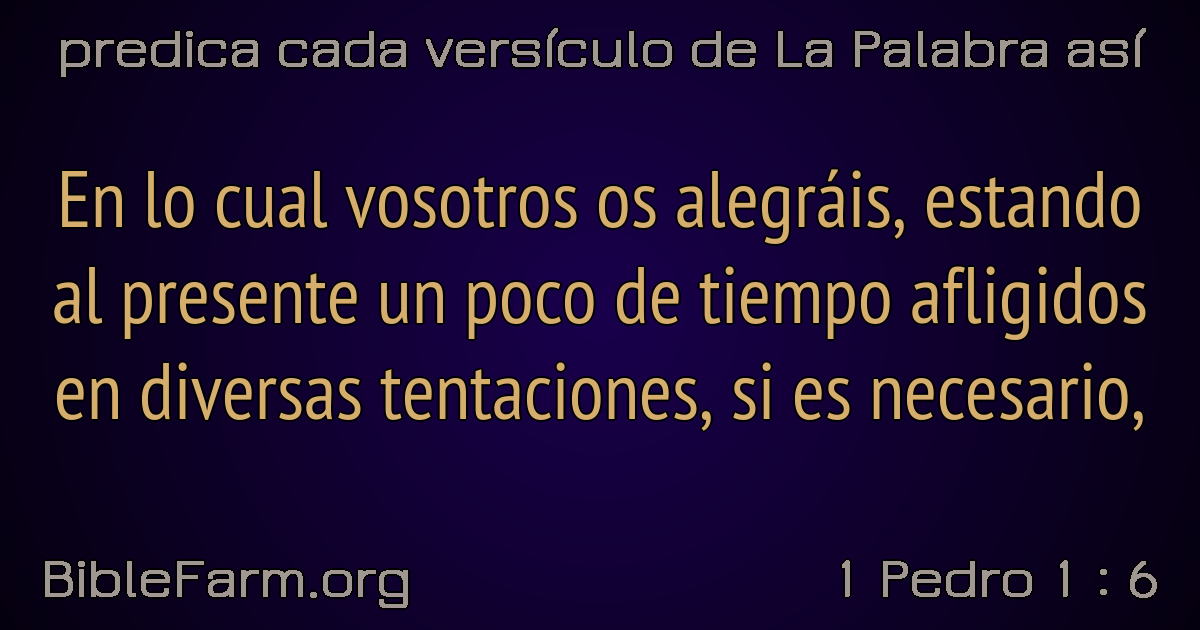 predica cada versículo de La Palabra así
En lo cual vosotros os alegráis, estando
al presente un poco de tiempo afligidos
en diversas tentaciones, si es necesario,
BibleFarm.org
1 Pedro 1 : 6